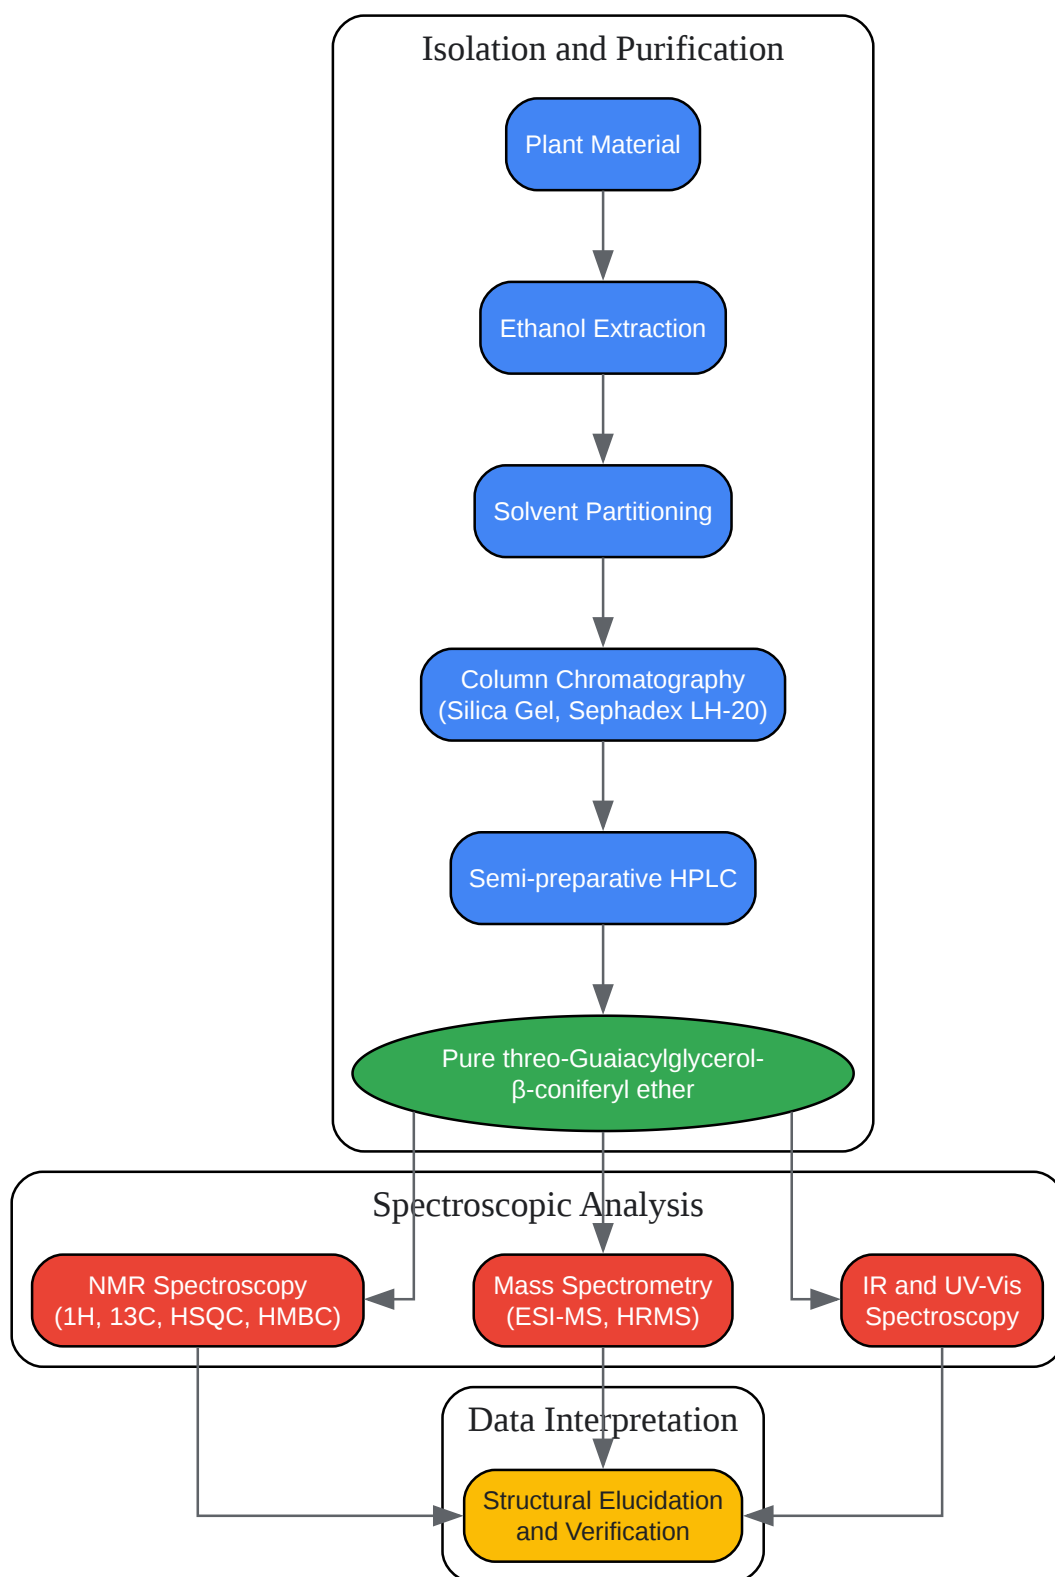 Isolation and Purification
Plant Material
Ethanol Extraction
Solvent Partitioning
Column Chromatography
(Silica Gel, Sephadex LH-20)
Semi-preparative HPLC
Pure threo-Guaiacylglycerol-
β-coniferyl ether
Spectroscopic Analysis
NMR Spectroscopy
(1H, 13C, HSQC, HMBC)
Mass Spectrometry
(ESI-MS, HRMS)
IR and UV-Vis
Spectroscopy
Data Interpretation
Structural Elucidation
and Verification